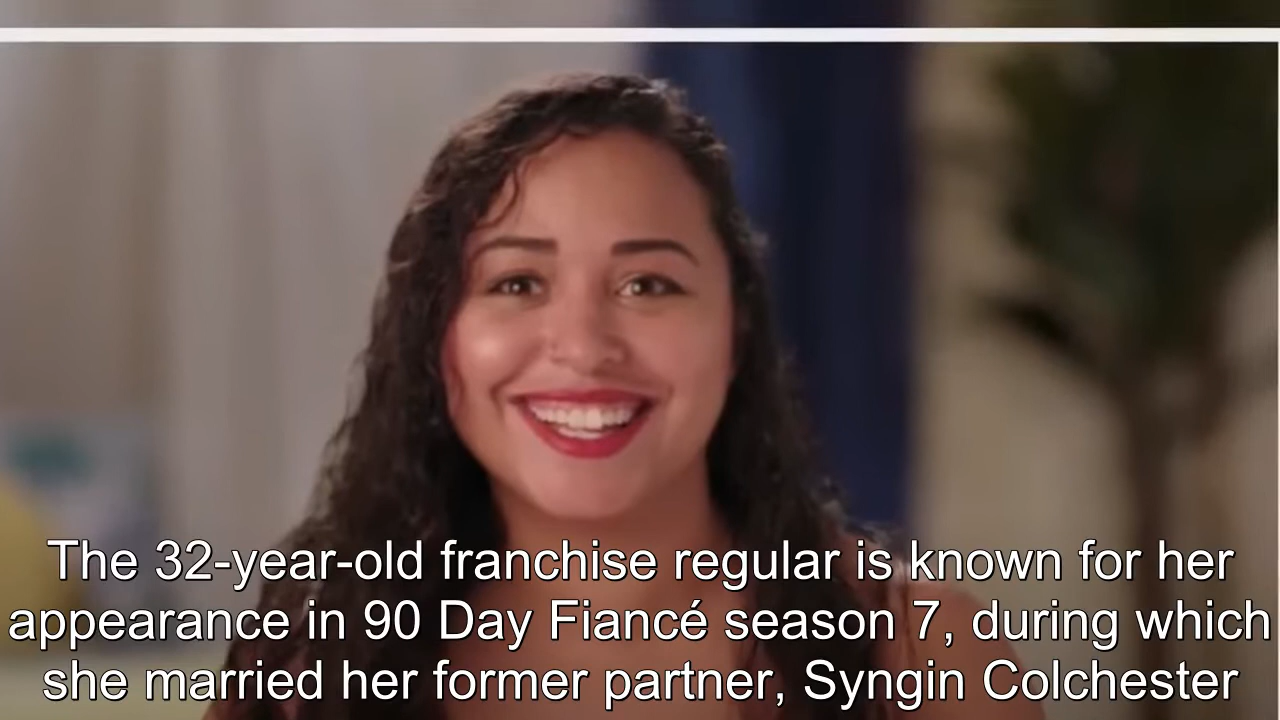 The 32-year-old franchise regular is known for her
appearance in 90 Day Fiancé season 7, during which
she married her former partner, Syngin Colchester